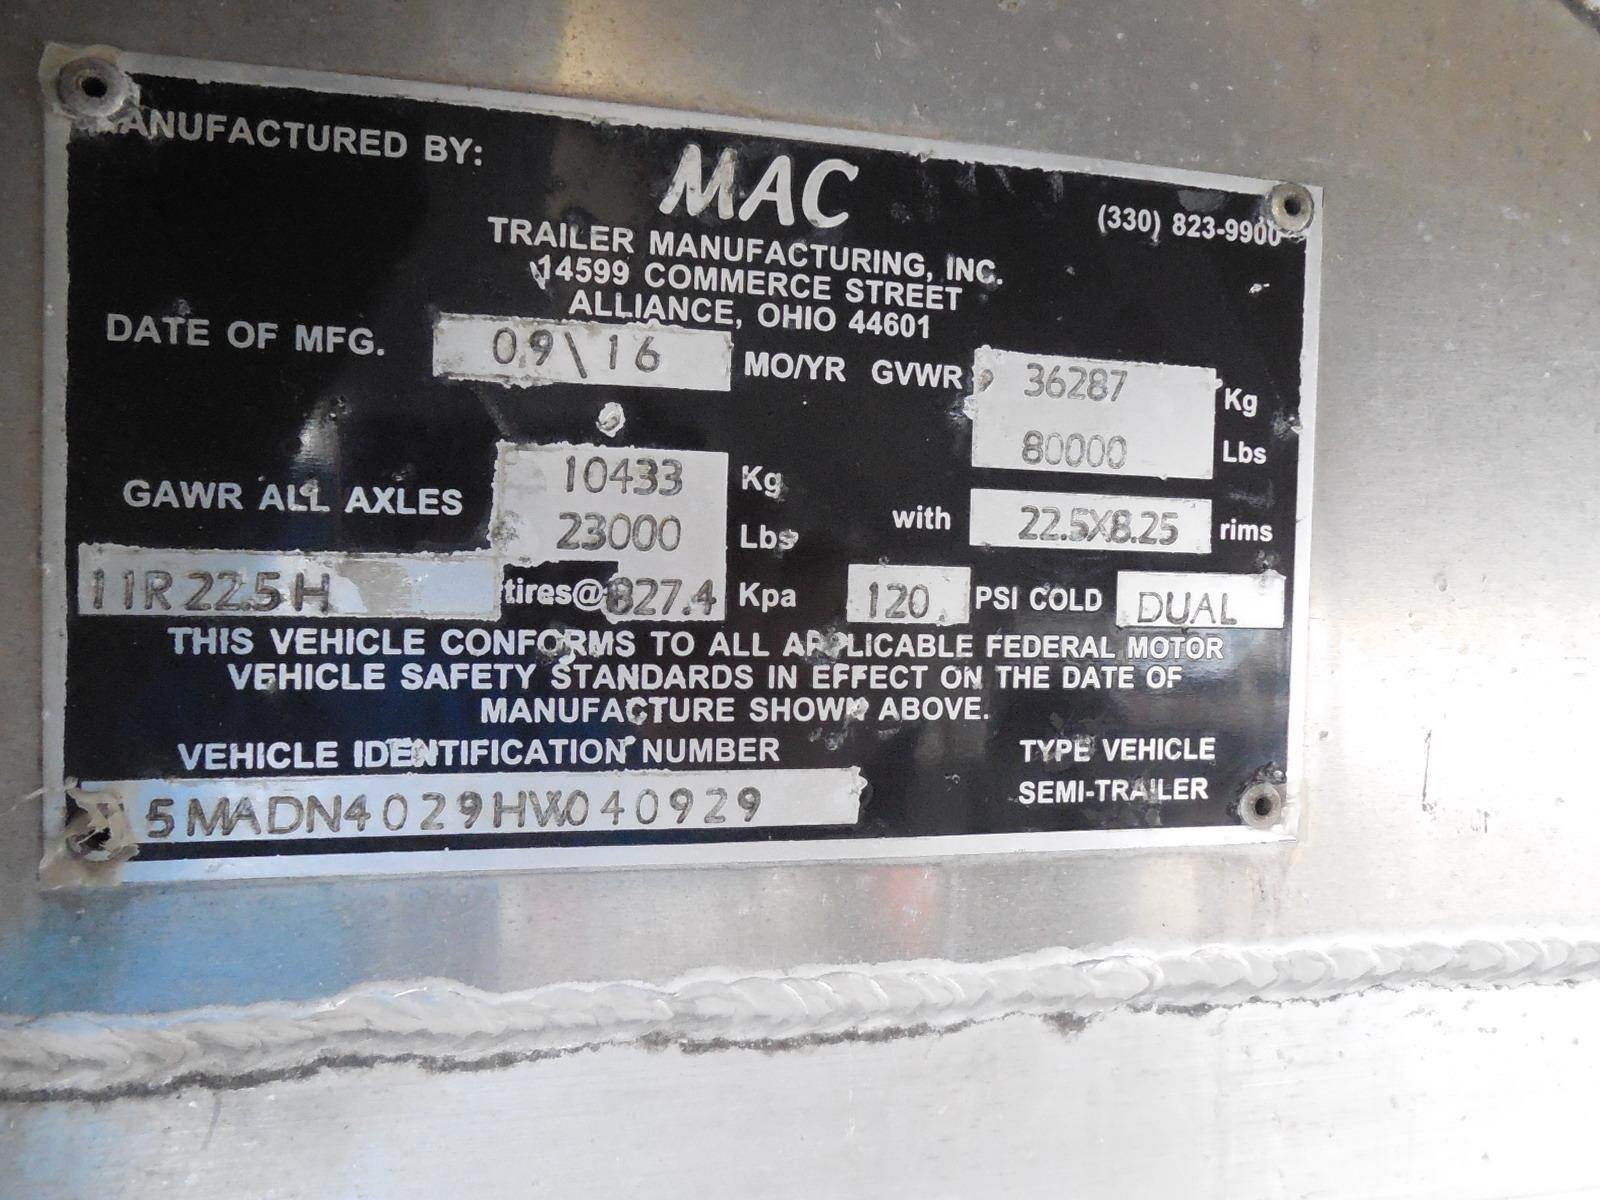 MANUFACTURED BY:
MAC
(330) 823-9900
TRAILER MANUFACTURING, INC.
14599 COMMERCE STREET
ALLIANCE, OHIO 44601
DATE OF MFG. 09\16 MO/YR GVWR 36287 Kg
80000 Lbs
GAWR ALL AXLES 10433 Kg
23000 Lbs with 22.5X8.25 rims
11R22.5H tires@ 827.4 Kpa 120 PSI COLD DUAL
THIS VEHICLE CONFORMS TO ALL APPLICABLE FEDERAL MOTOR
VEHICLE SAFETY STANDARDS IN EFFECT ON THE DATE OF
MANUFACTURE SHOWN ABOVE.
VEHICLE IDENTIFICATION NUMBER TYPE VEHICLE
5MADN4029HW040929 SEMI-TRAILER